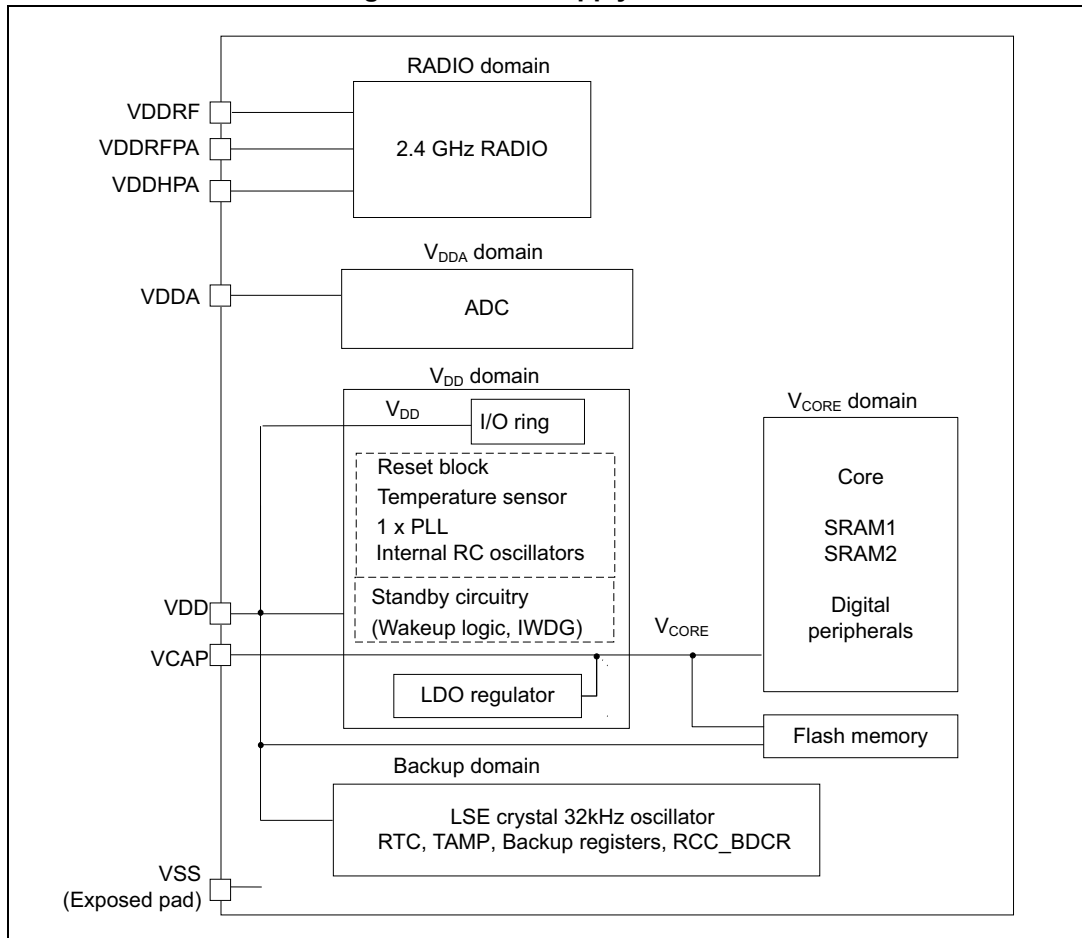 RADIO domain
VDDRF
VDDRFPA
VDDHPA
2.4 GHz RADIO
VDDA domain
VDDA
ADC
VDD domain
VDD
I/O ring
Reset block
Temperature sensor
1 x PLL
Internal RC oscillators
Standby circuitry
(Wakeup logic, IWDG)
VDD
VCAP
LDO regulator
VCORE
VCORE domain
Core
SRAM1
SRAM2
Digital
peripherals
Flash memory
Backup domain
LSE crystal 32kHz oscillator
RTC, TAMP, Backup registers, RCC_BDCR
VSS
(Exposed pad)